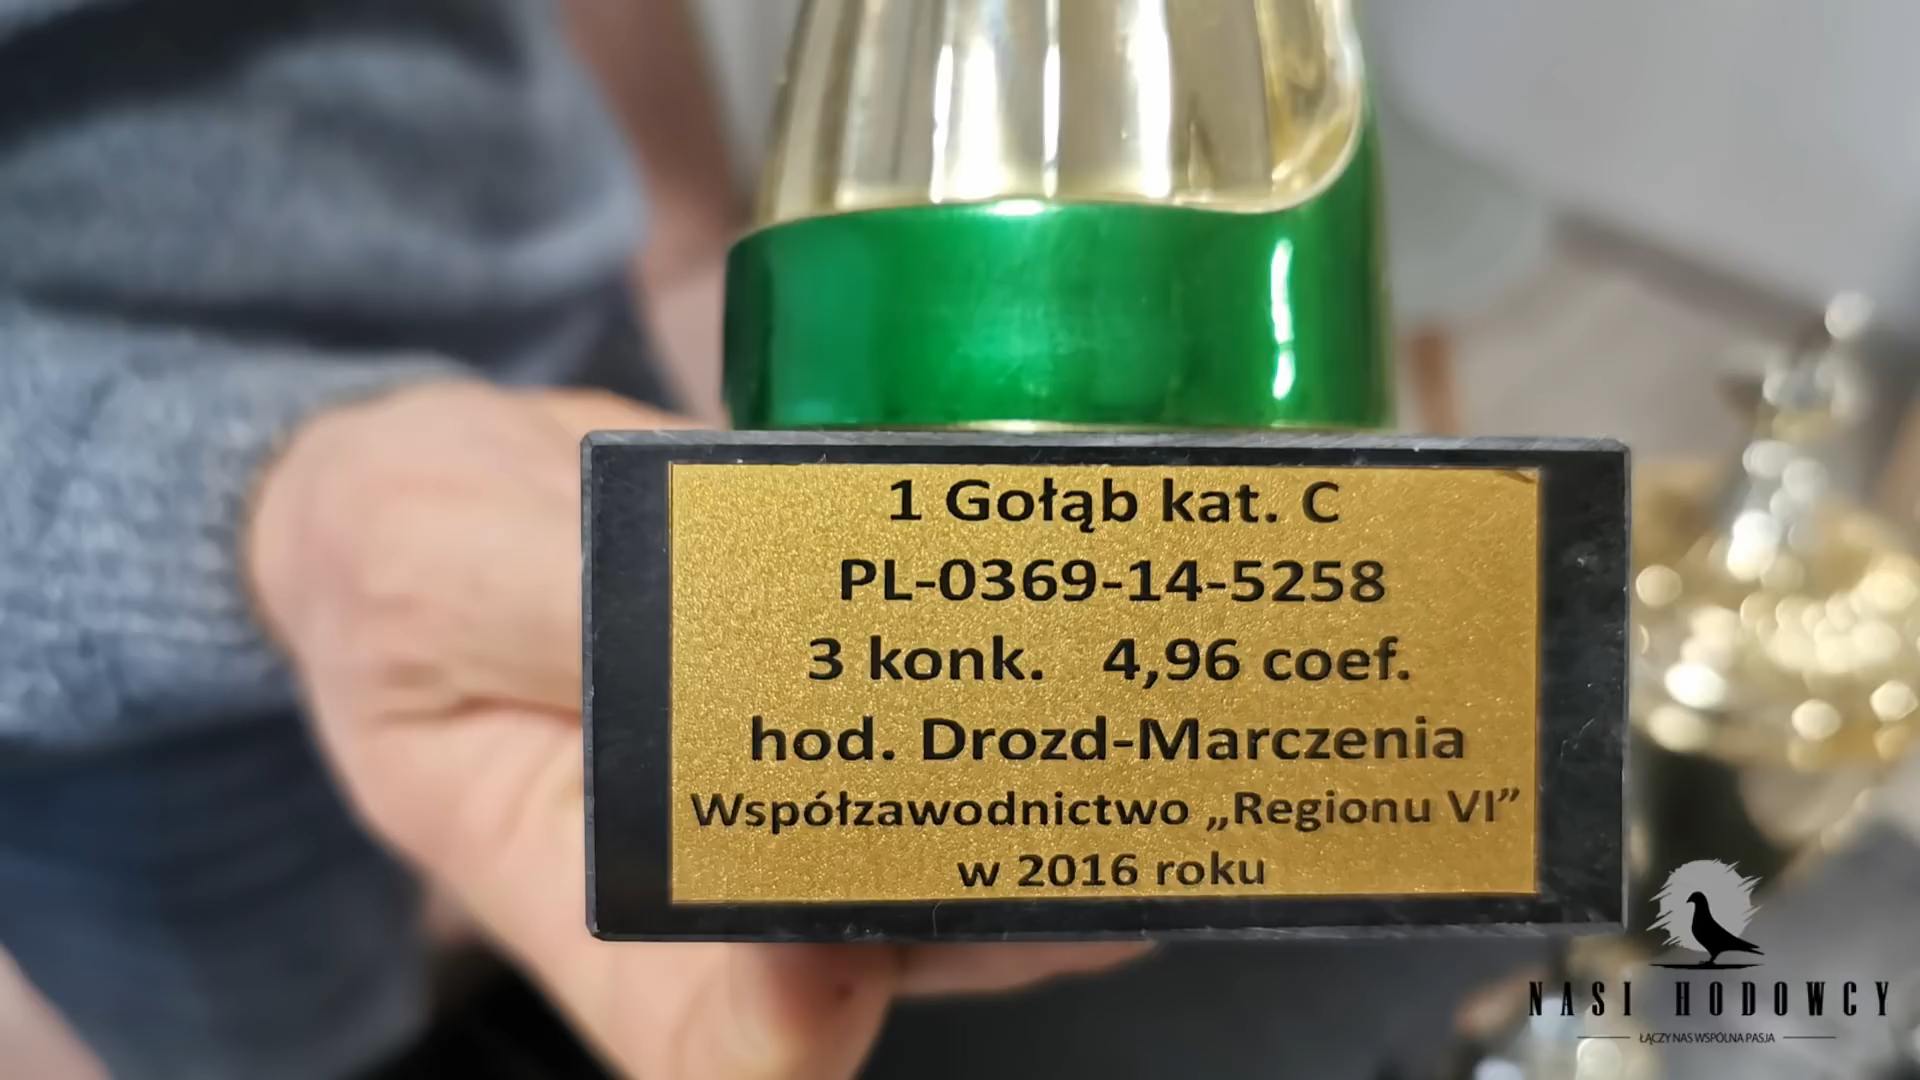 1 Gołąb kat. C
PL-0369-14-5258
3 konk. 4,96 coef.
hod. Drozd-Marczenia
Współzawodnictwo „Regionu VI”
w 2016 roku
NASI HODOWCY
ŁĄCZY NAS WSPÓLNA PASJA